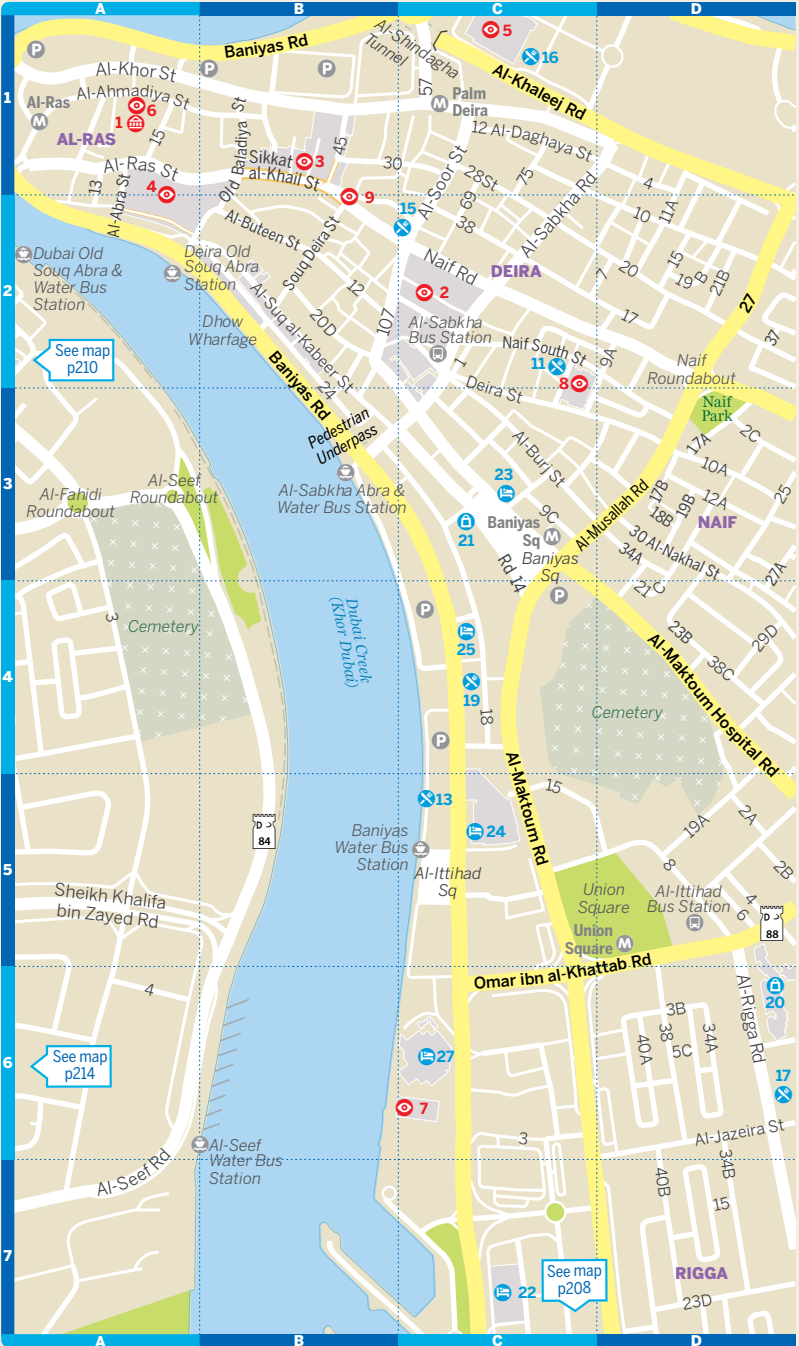 A
B
C
D
Baniyas Rd
Al-Shindagha
Tunnel
5
16
P
P
P
Al-Khor St
57
Al-Khaleej Rd
1
Al-Ras
M
Al-Ahmadiya St
6
1
AL-RAS
15
Palm
Deira
M
12 Al-Daghaya St
Old Baladiya St
45
Sikkat
al-Khail St
3
30
Al-Soor St
28St
75
4
Al-Ras St
13
Al-Abra St
4
9
15
69
38
Al-Sabkha Rd
10
11A
Al-Buteen St
Souq Deira St
Naif Rd
DEIRA
Dubai Old
Souq Abra &
Water Bus
Station
Deira Old
Souq Abra
Station
2
7
20
15
19
B
21B
27
2
12
20D
107
17
37
Dhow
Wharfage
Al-Suq al-Kabeer St
Al-Sabkha
Bus Station
1
Naif South St
9A
11
8
Naif
Roundabout
See map
p210
24
Baniyas Rd
Deira St
Naif
Park
Pedestrian
Underpass
Al-Burj St
17A
2C
10A
3
Al-Fahidi
Roundabout
Al-Seef
Roundabout
Al-Sabkha Abra &
Water Bus Station
23
21
9C
Baniyas
Sq
M
Baniyas
Sq
Al-Musallah Rd
17B
18B
19B
12A
25
NAIF
30 Al-Nakhal St
34A
27A
Rd 14
P
21
C
3
Cemetery
Dubai Creek
(Khor Dubai)
P
25
23B
29D
38C
4
19
18
Cemetery
Al-Maktoum Hospital Rd
P
Al-Maktoum Rd
13
15
D
84
24
19A
2A
Baniyas
Water Bus
Station
Al-Ittihad
Sq
8
2B
5
Sheikh Khalifa
bin Zayed Rd
Union
Square
Al-Ittihad
Bus Station
4
6
D
88
Union
Square
M
Omar ibn al-Khattab Rd
4
Al-Rigga Rd
20
3B
38
34A
40A
5C
6
See map
p214
27
17
7
3
Al-Jazeira St
Al-Seef
Water Bus
Station
Al-Seef Rd
34B
40B
15
7
See map
p208
RIGGA
22
23D
A
B
C
D